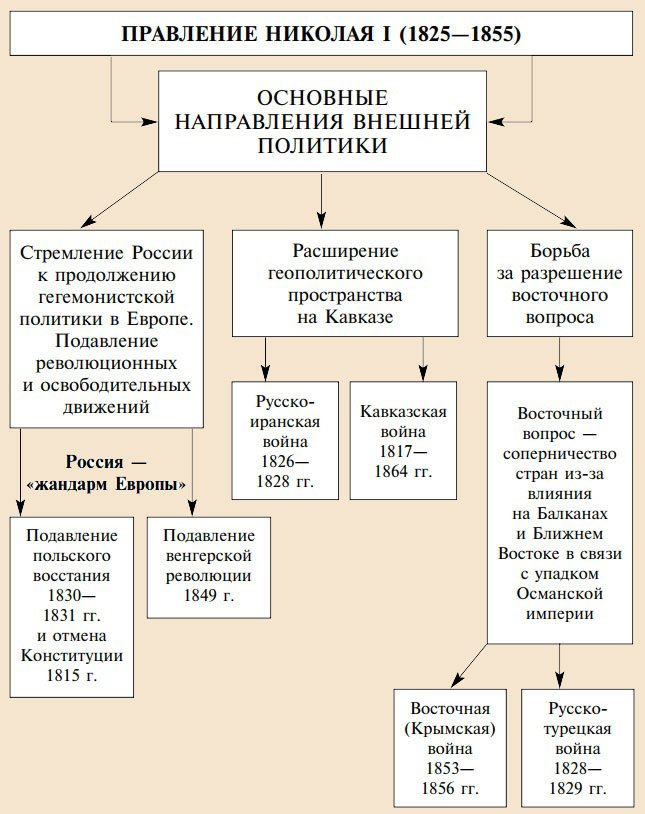 ПРАВЛЕНИЕ НИКОЛАЯ I (1825—1855)
ОСНОВНЫЕ
НАПРАВЛЕНИЯ ВНЕШНЕЙ
ПОЛИТИКИ
Стремление России
к продолжению
гегемонистской
политики в Европе.
Подавление
революционных
и освободительных
движений
Расширение
геополитического
пространства
на Кавказе
Борьба
за разрешение
восточного
вопроса
Россия —
«жандарм Европы»
Подавление
польского
восстания
1830—
1831 гг.
и отмена
Конституции
1815 г.
Подавление
венгерской
революции
1849 г.
Русско-
иранская
война
1826—
1828 гг.
Кавказская
война
1817—
1864 гг.
Восточный
вопрос —
соперничество
стран из-за
влияния
на Балканах
и Ближнем
Востоке в связи
с упадком
Османской
империи
Восточная
(Крымская)
война
1853—
1856 гг.
Русско-
турецкая
война
1828—
1829 гг.